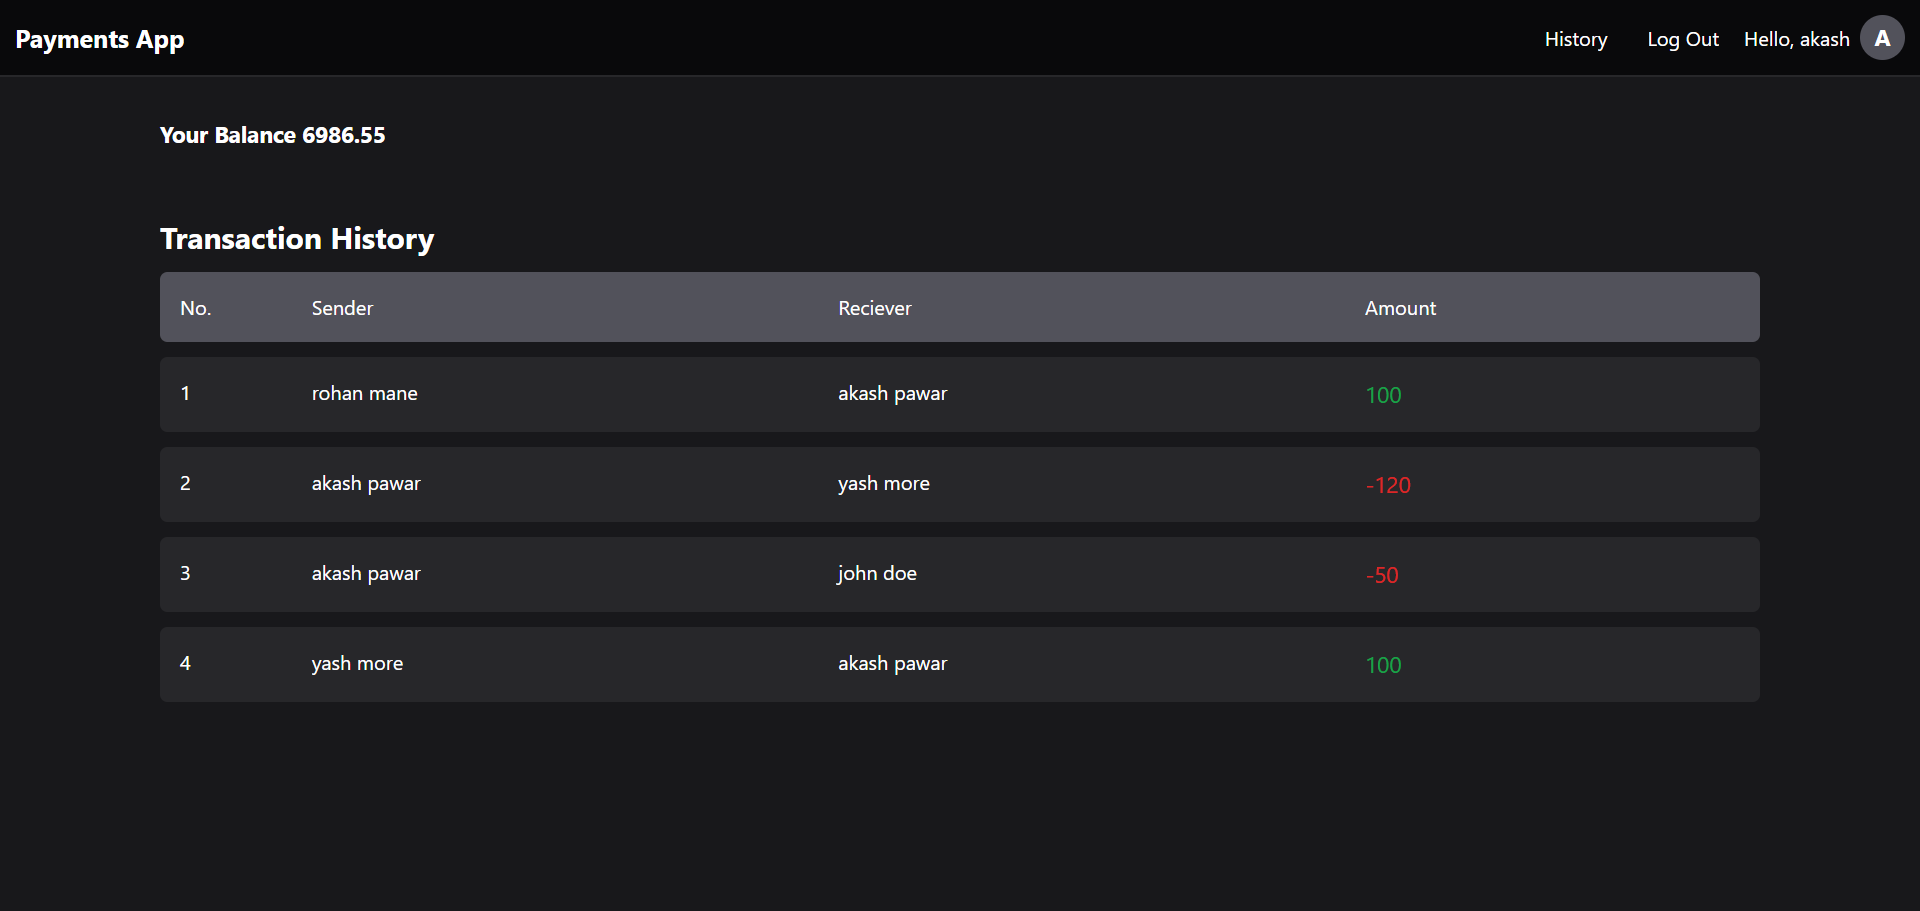 Payments App History Log Out Hello, akash A
Your Balance 6986.55
Transaction History
No. Sender Reciever Amount
1 rohan mane akash pawar 100
2 akash pawar yash more -120
3 akash pawar john doe -50
4 yash more akash pawar 100